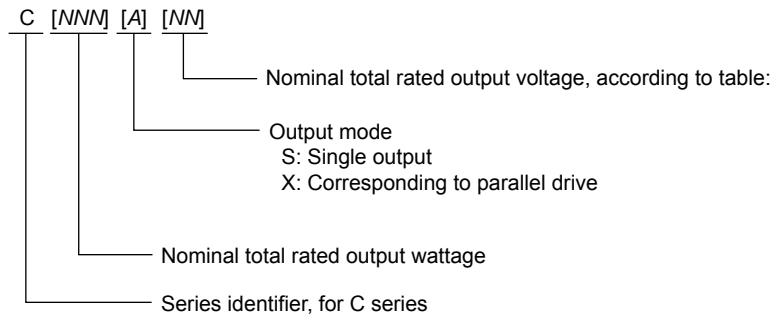 C [NNN] [A] [NN]
Nominal total rated output voltage, according to table:
Output mode
S: Single output
X: Corresponding to parallel drive
Nominal total rated output wattage
Series identifier, for C series